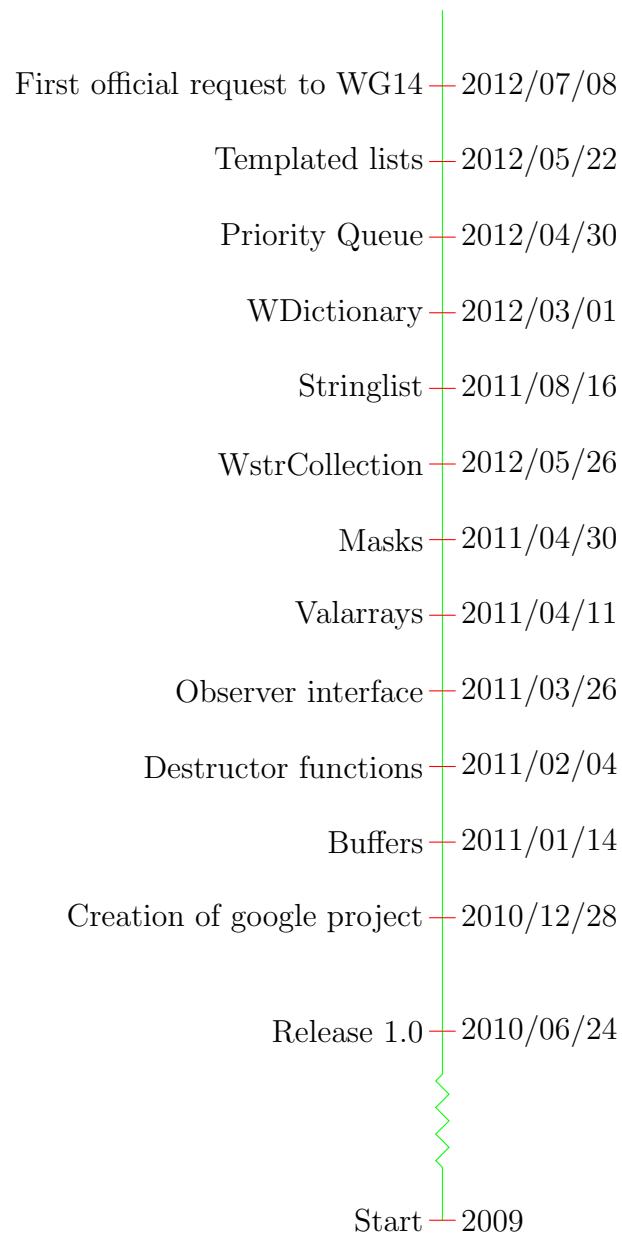 First official request to WG14 2012/07/08
Templated lists 2012/05/22
Priority Queue 2012/04/30
WDictionary 2012/03/01
Stringlist 2011/08/16
WstrCollection 2012/05/26
Masks 2011/04/30
Valarrays 2011/04/11
Observer interface 2011/03/26
Destructor functions 2011/02/04
Buffers 2011/01/14
Creation of google project 2010/12/28
Release 1.0 2010/06/24
Start 2009